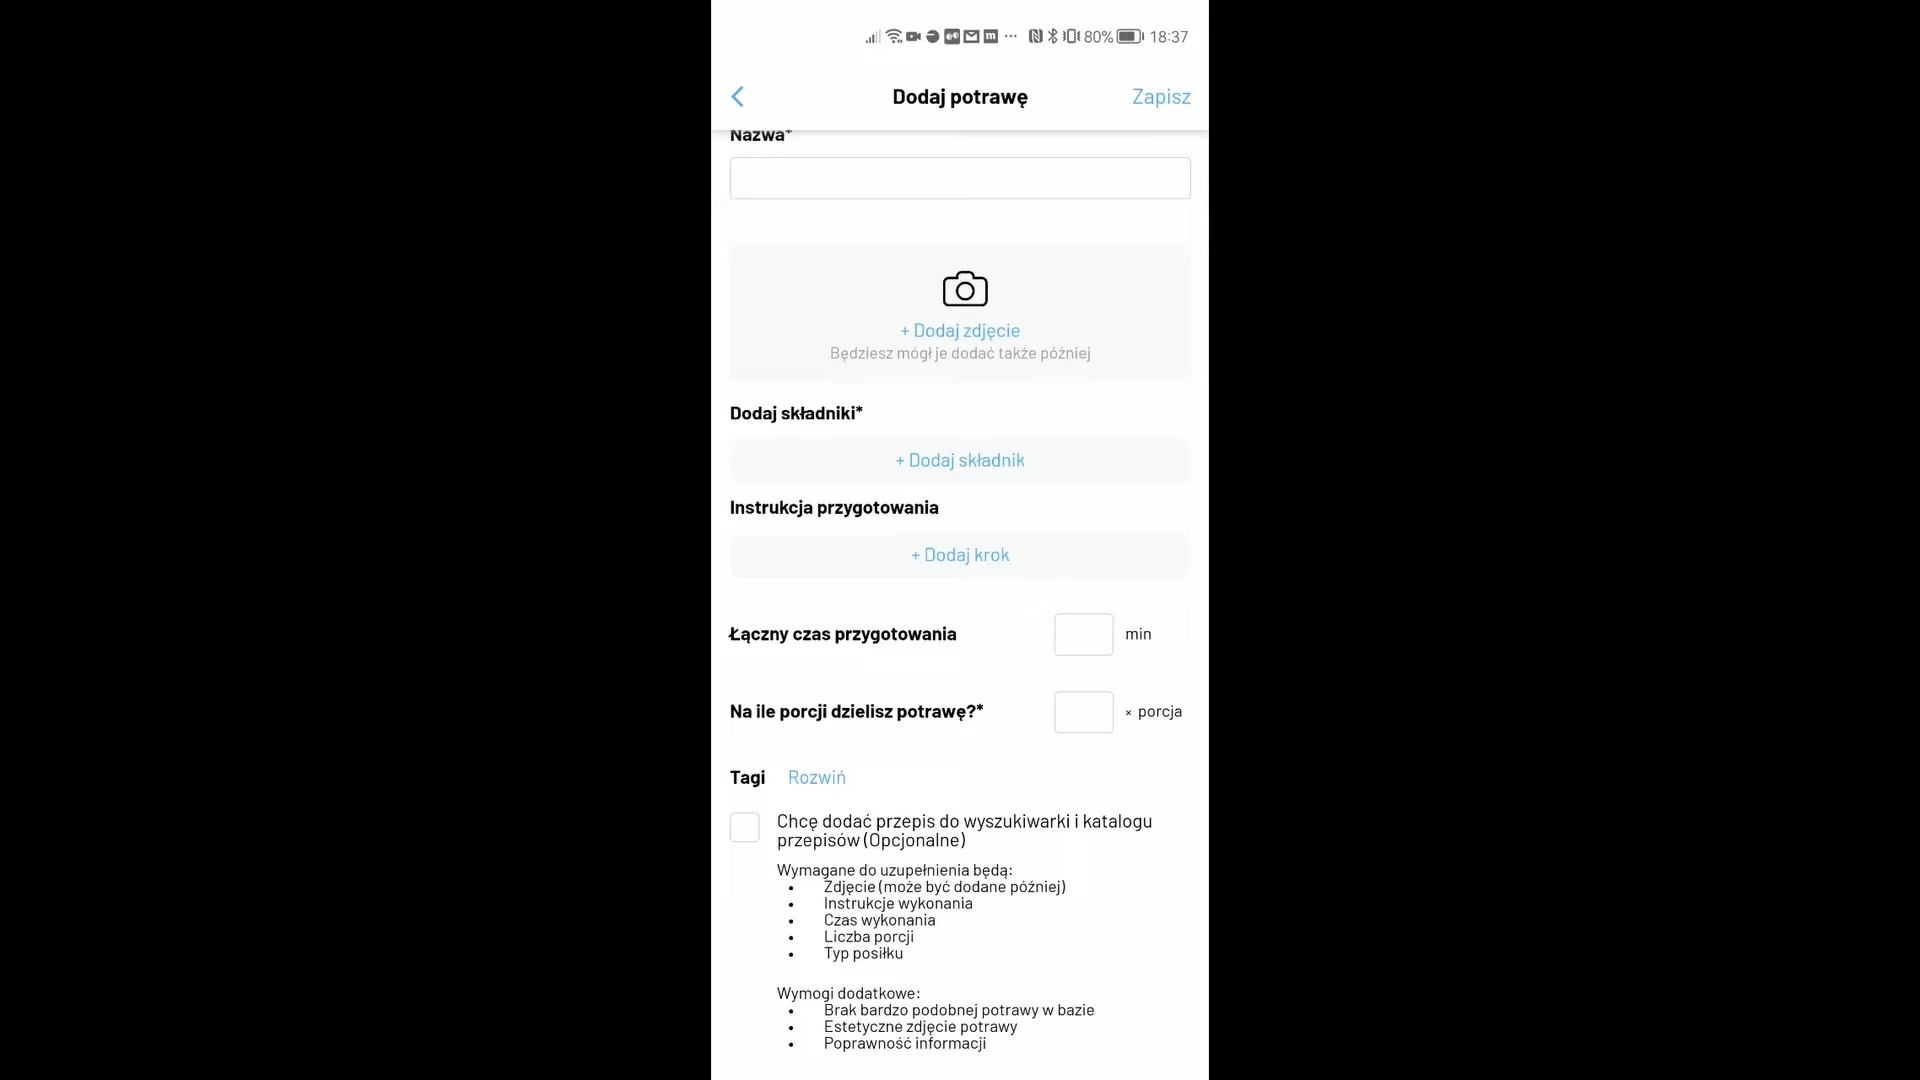 80% 18:37
Dodaj potrawę Zapisz
Nazwa*
+ Dodaj zdjęcie
Będziesz mógł je dodać także później
Dodaj składniki*
+ Dodaj składnik
Instrukcja przygotowania
+ Dodaj krok
Łączny czas przygotowania min
Na ile porcji dzielisz potrawę?* × porcja
Tagi Rozwiń
Chcę dodać przepis do wyszukiwarki i katalogu
przepisów (Opcjonalne)
Wymagane do uzupełnienia będą:
• Zdjęcie (może być dodane później)
• Instrukcje wykonania
• Czas wykonania
• Liczba porcji
• Typ posiłku
Wymogi dodatkowe:
• Brak bardzo podobnej potrawy w bazie
• Estetyczne zdjęcie potrawy
• Poprawność informacji